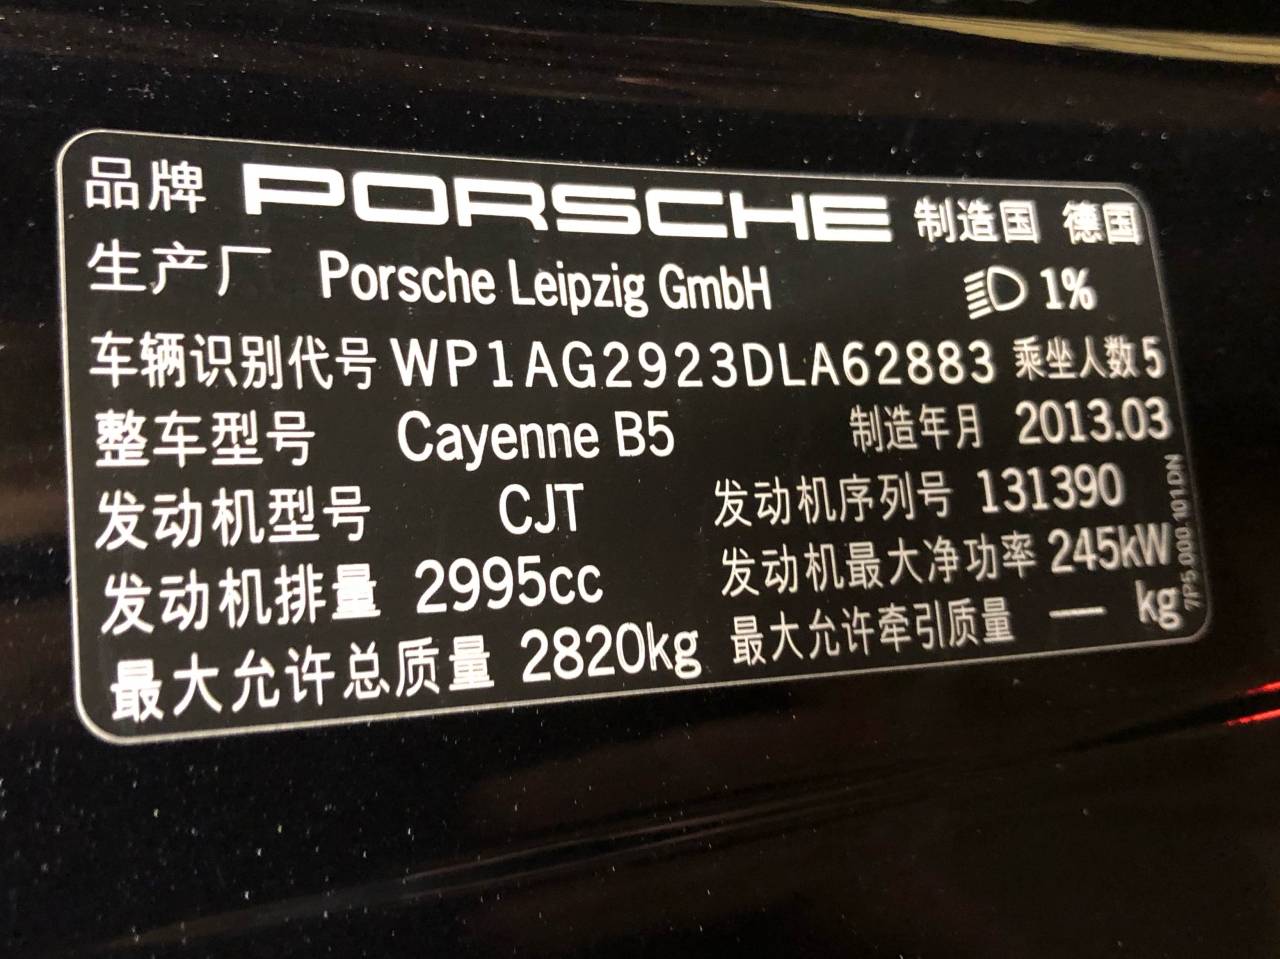 品牌 PORSCHE 制造国 德国
生产厂 Porsche Leipzig GmbH 1%
车辆识别代号 WP1AG2923DLA62883 乘坐人数 5
整车型号 Cayenne B5 制造年月 2013.03
发动机型号 CJT 发动机序列号 131390
发动机排量 2995cc 发动机最大净功率 245kW
最大允许总质量 2820kg 最大允许牵引质量 — kg
7P5.000.101DN